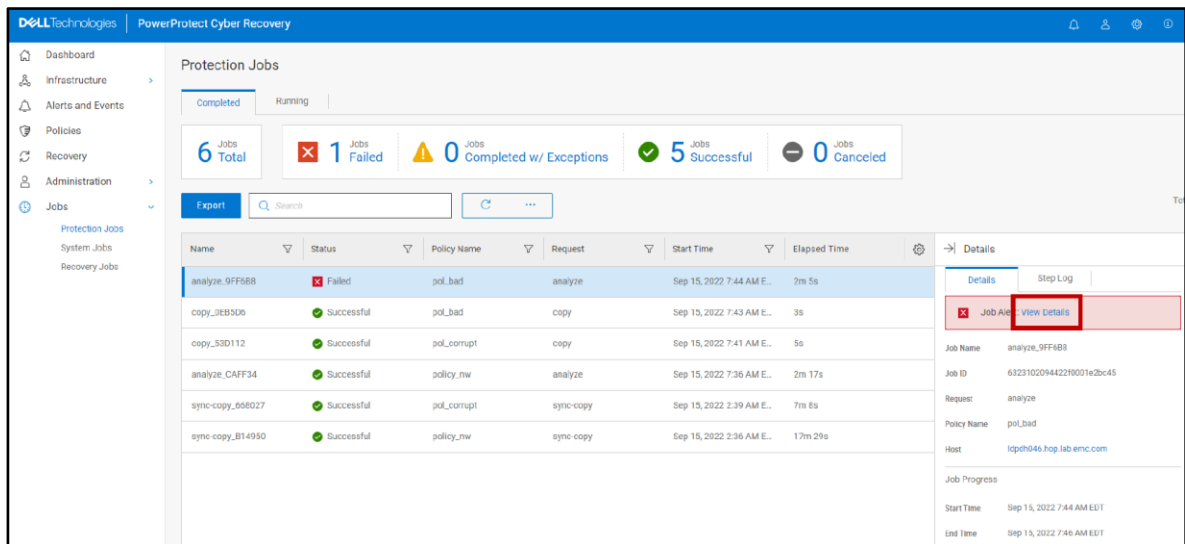 DELLTechnologies PowerProtect Cyber Recovery
Dashboard
Infrastructure
Alerts and Events
Policies
Recovery
Administration
Jobs
Protection Jobs
System Jobs
Recovery Jobs
Protection Jobs
Completed Running
6 Jobs Total
1 Jobs Failed
0 Jobs Completed w/ Exceptions
5 Jobs Successful
0 Jobs Canceled
Export Search ...
Name Status Policy Name Request Start Time Elapsed Time
analyze_9FF6B8 Failed pol_bad analyze Sep 15, 2022 7:44 AM E... 2m 5s
copy_0EB5D6 Successful pol_bad copy Sep 15, 2022 7:43 AM E... 3s
copy_53D112 Successful pol_corrupt copy Sep 15, 2022 7:41 AM E... 5s
analyze_CAFF34 Successful policy_nw analyze Sep 15, 2022 7:36 AM E... 2m 17s
sync-copy_668027 Successful pol_corrupt sync-copy Sep 15, 2022 2:39 AM E... 7m 8s
sync-copy_B14950 Successful policy_nw sync-copy Sep 15, 2022 2:36 AM E... 17m 29s
Details
Details Step Log
Job Alert: View Details
Job Name analyze_9FF6B8
Job ID 6323102094422f0001e2bc45
Request analyze
Policy Name pol_bad
Host ldpdh046.hop.lab.emc.com
Job Progress
Start Time Sep 15, 2022 7:44 AM EDT
End Time Sep 15, 2022 7:46 AM EDT